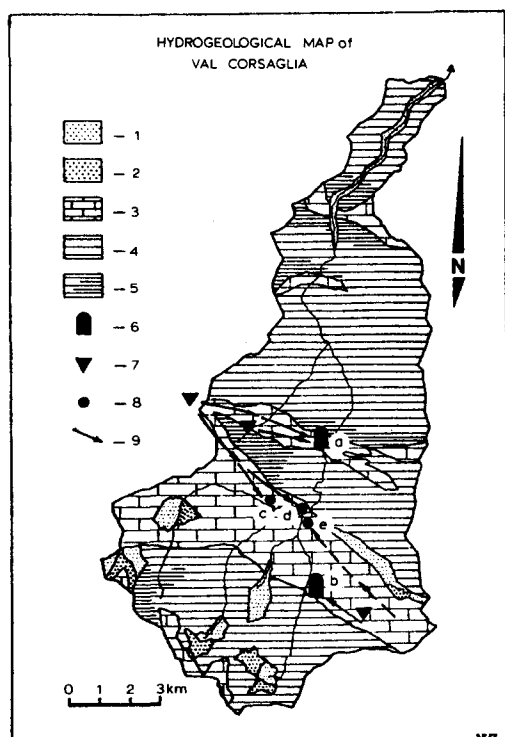 HYDROGEOLOGICAL MAP of
VAL CORSAGLIA
- 1
- 2
- 3
- 4
- 5
- 6
- 7
- 8
- 9
N
a
c d e
b
0 1 2 3km